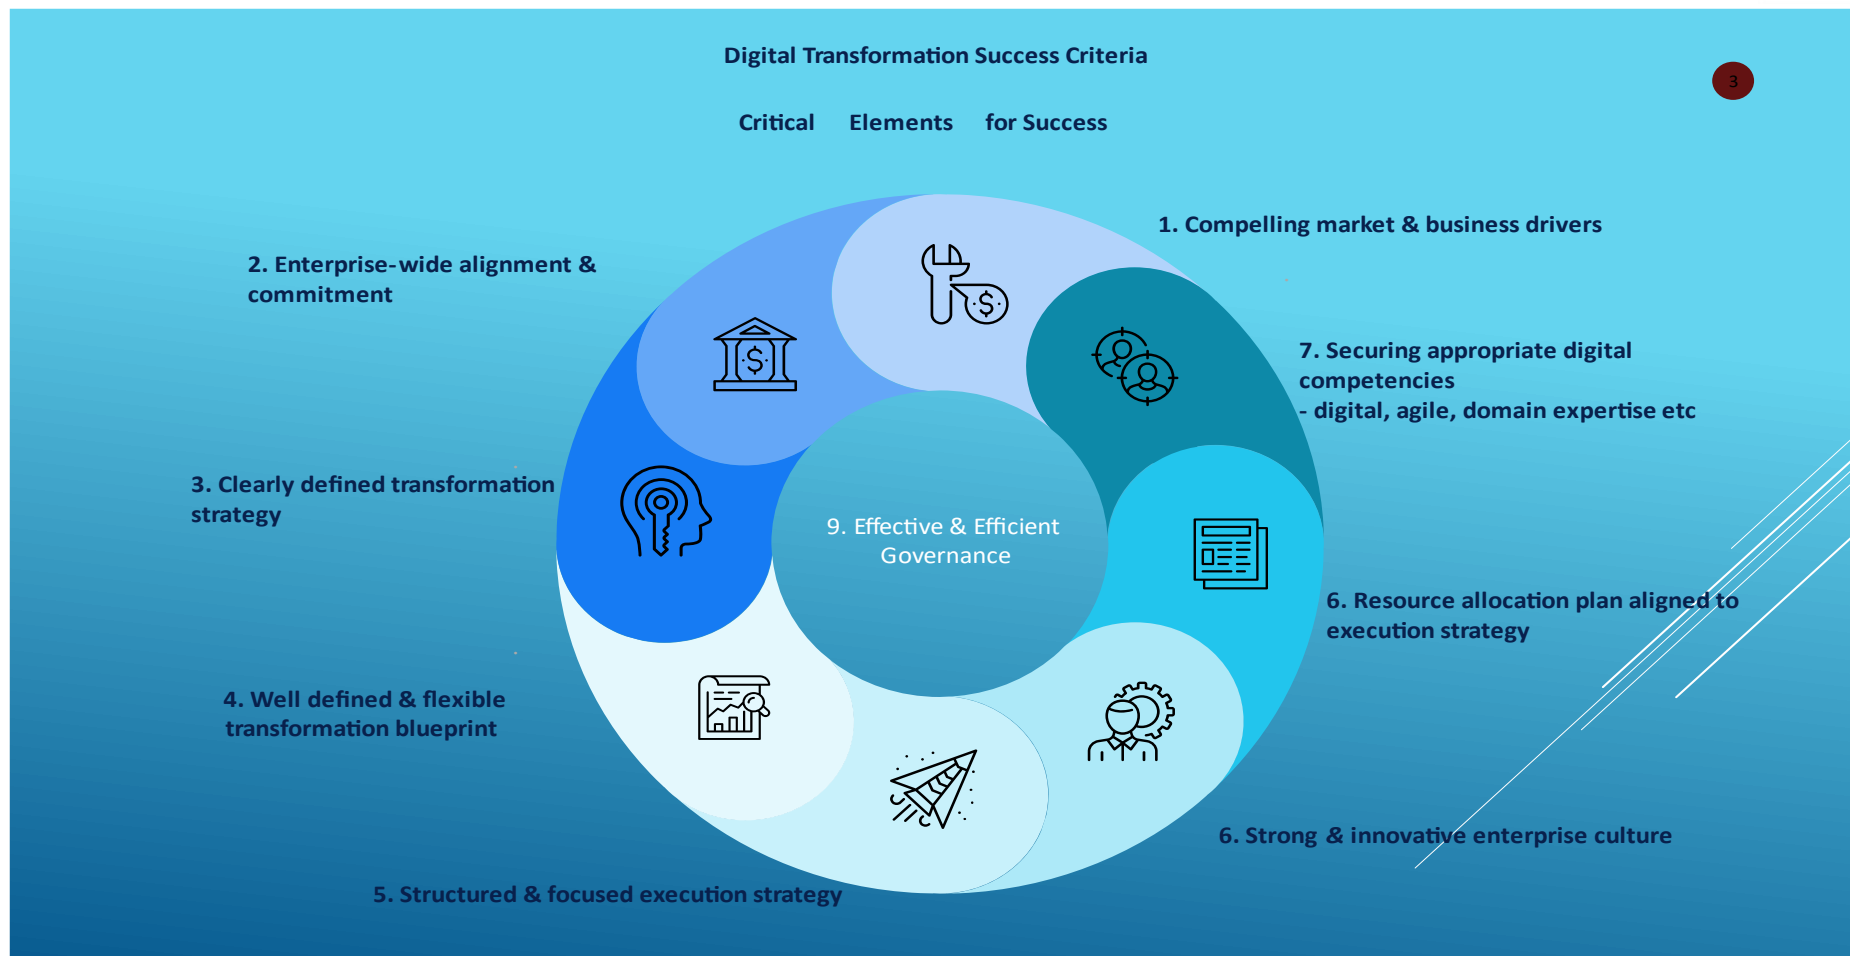 Digital Transformation Success Criteria
Critical Elements for Success
3
1. Compelling market & business drivers
2. Enterprise-wide alignment &
commitment
3. Clearly defined transformation
strategy
4. Well defined & flexible
transformation blueprint
5. Structured & focused execution strategy
6. Strong & innovative enterprise culture
6. Resource allocation plan aligned to
execution strategy
7. Securing appropriate digital
competencies
- digital, agile, domain expertise etc
9. Effective & Efficient
Governance
$
$